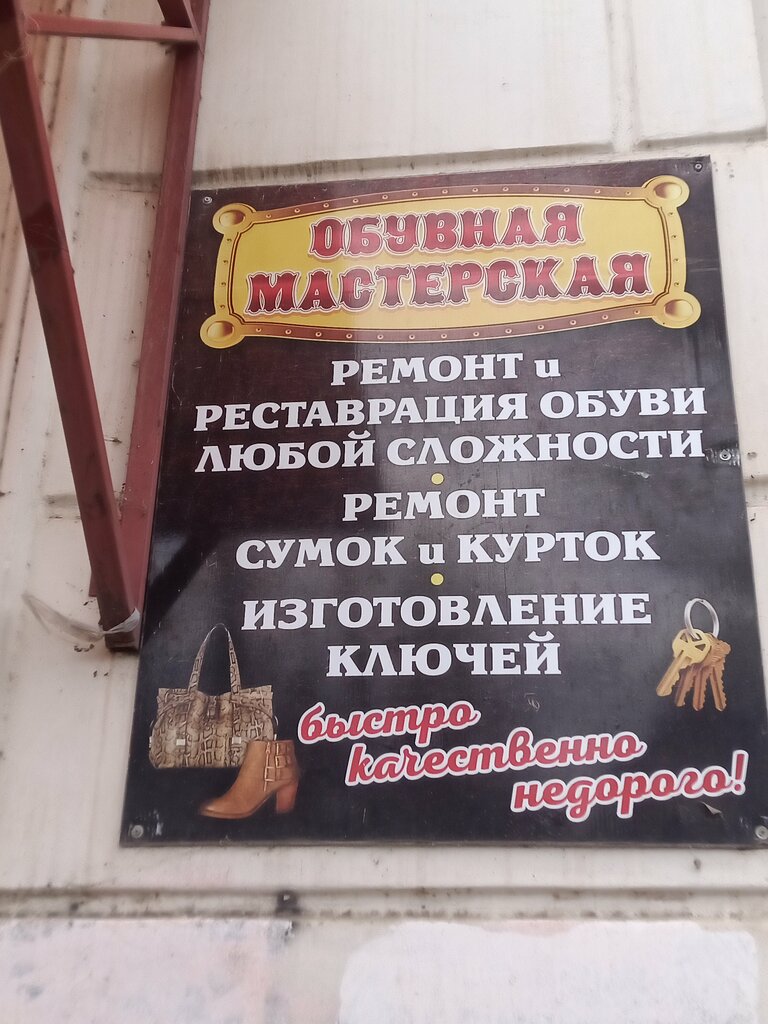 ОБУВНАЯ
МАСТЕРСКАЯ
РЕМОНТ и
РЕСТАВРАЦИЯ ОБУВИ
ЛЮБОЙ СЛОЖНОСТИ
РЕМОНТ
СУМОК и КУРТОК
ИЗГОТОВЛЕНИЕ
КЛЮЧЕЙ
быстро
качественно
недорого!